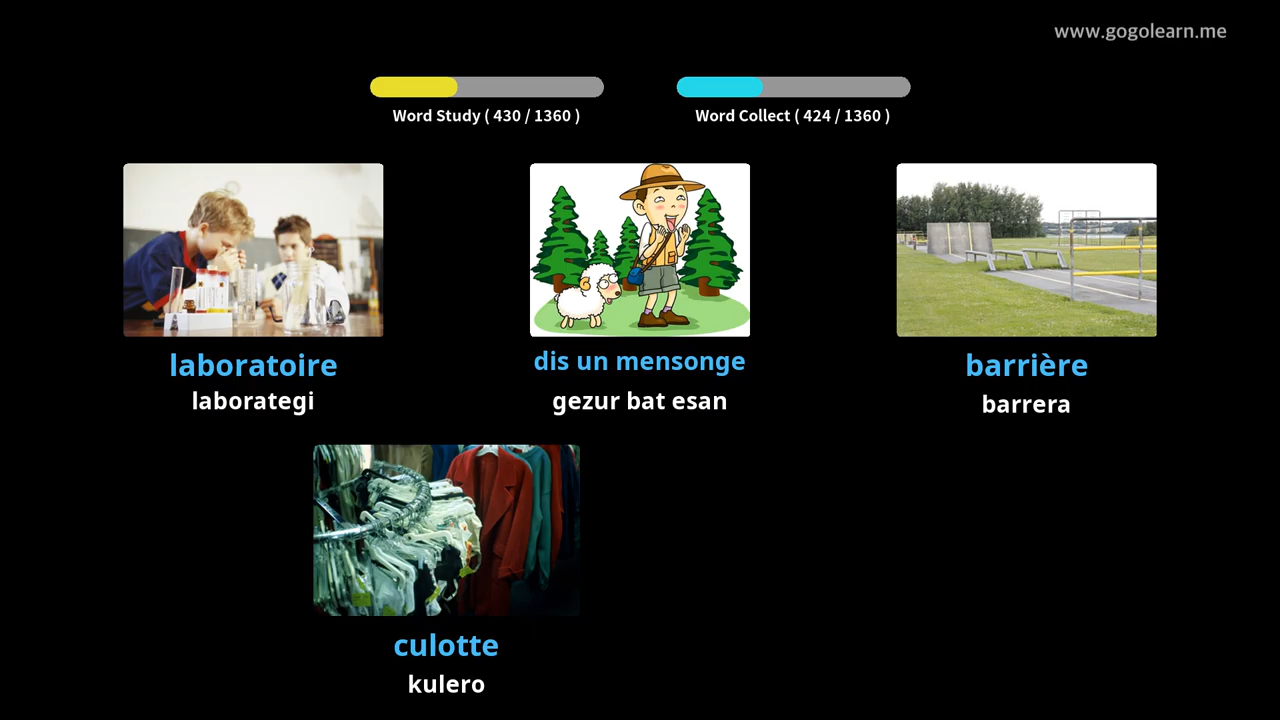 www.gogolearn.me
Word Study ( 430 / 1360 )
Word Collect ( 424 / 1360 )
laboratoire
laborategi
dis un mensonge
gezur bat esan
barrière
barrera
culotte
kulero